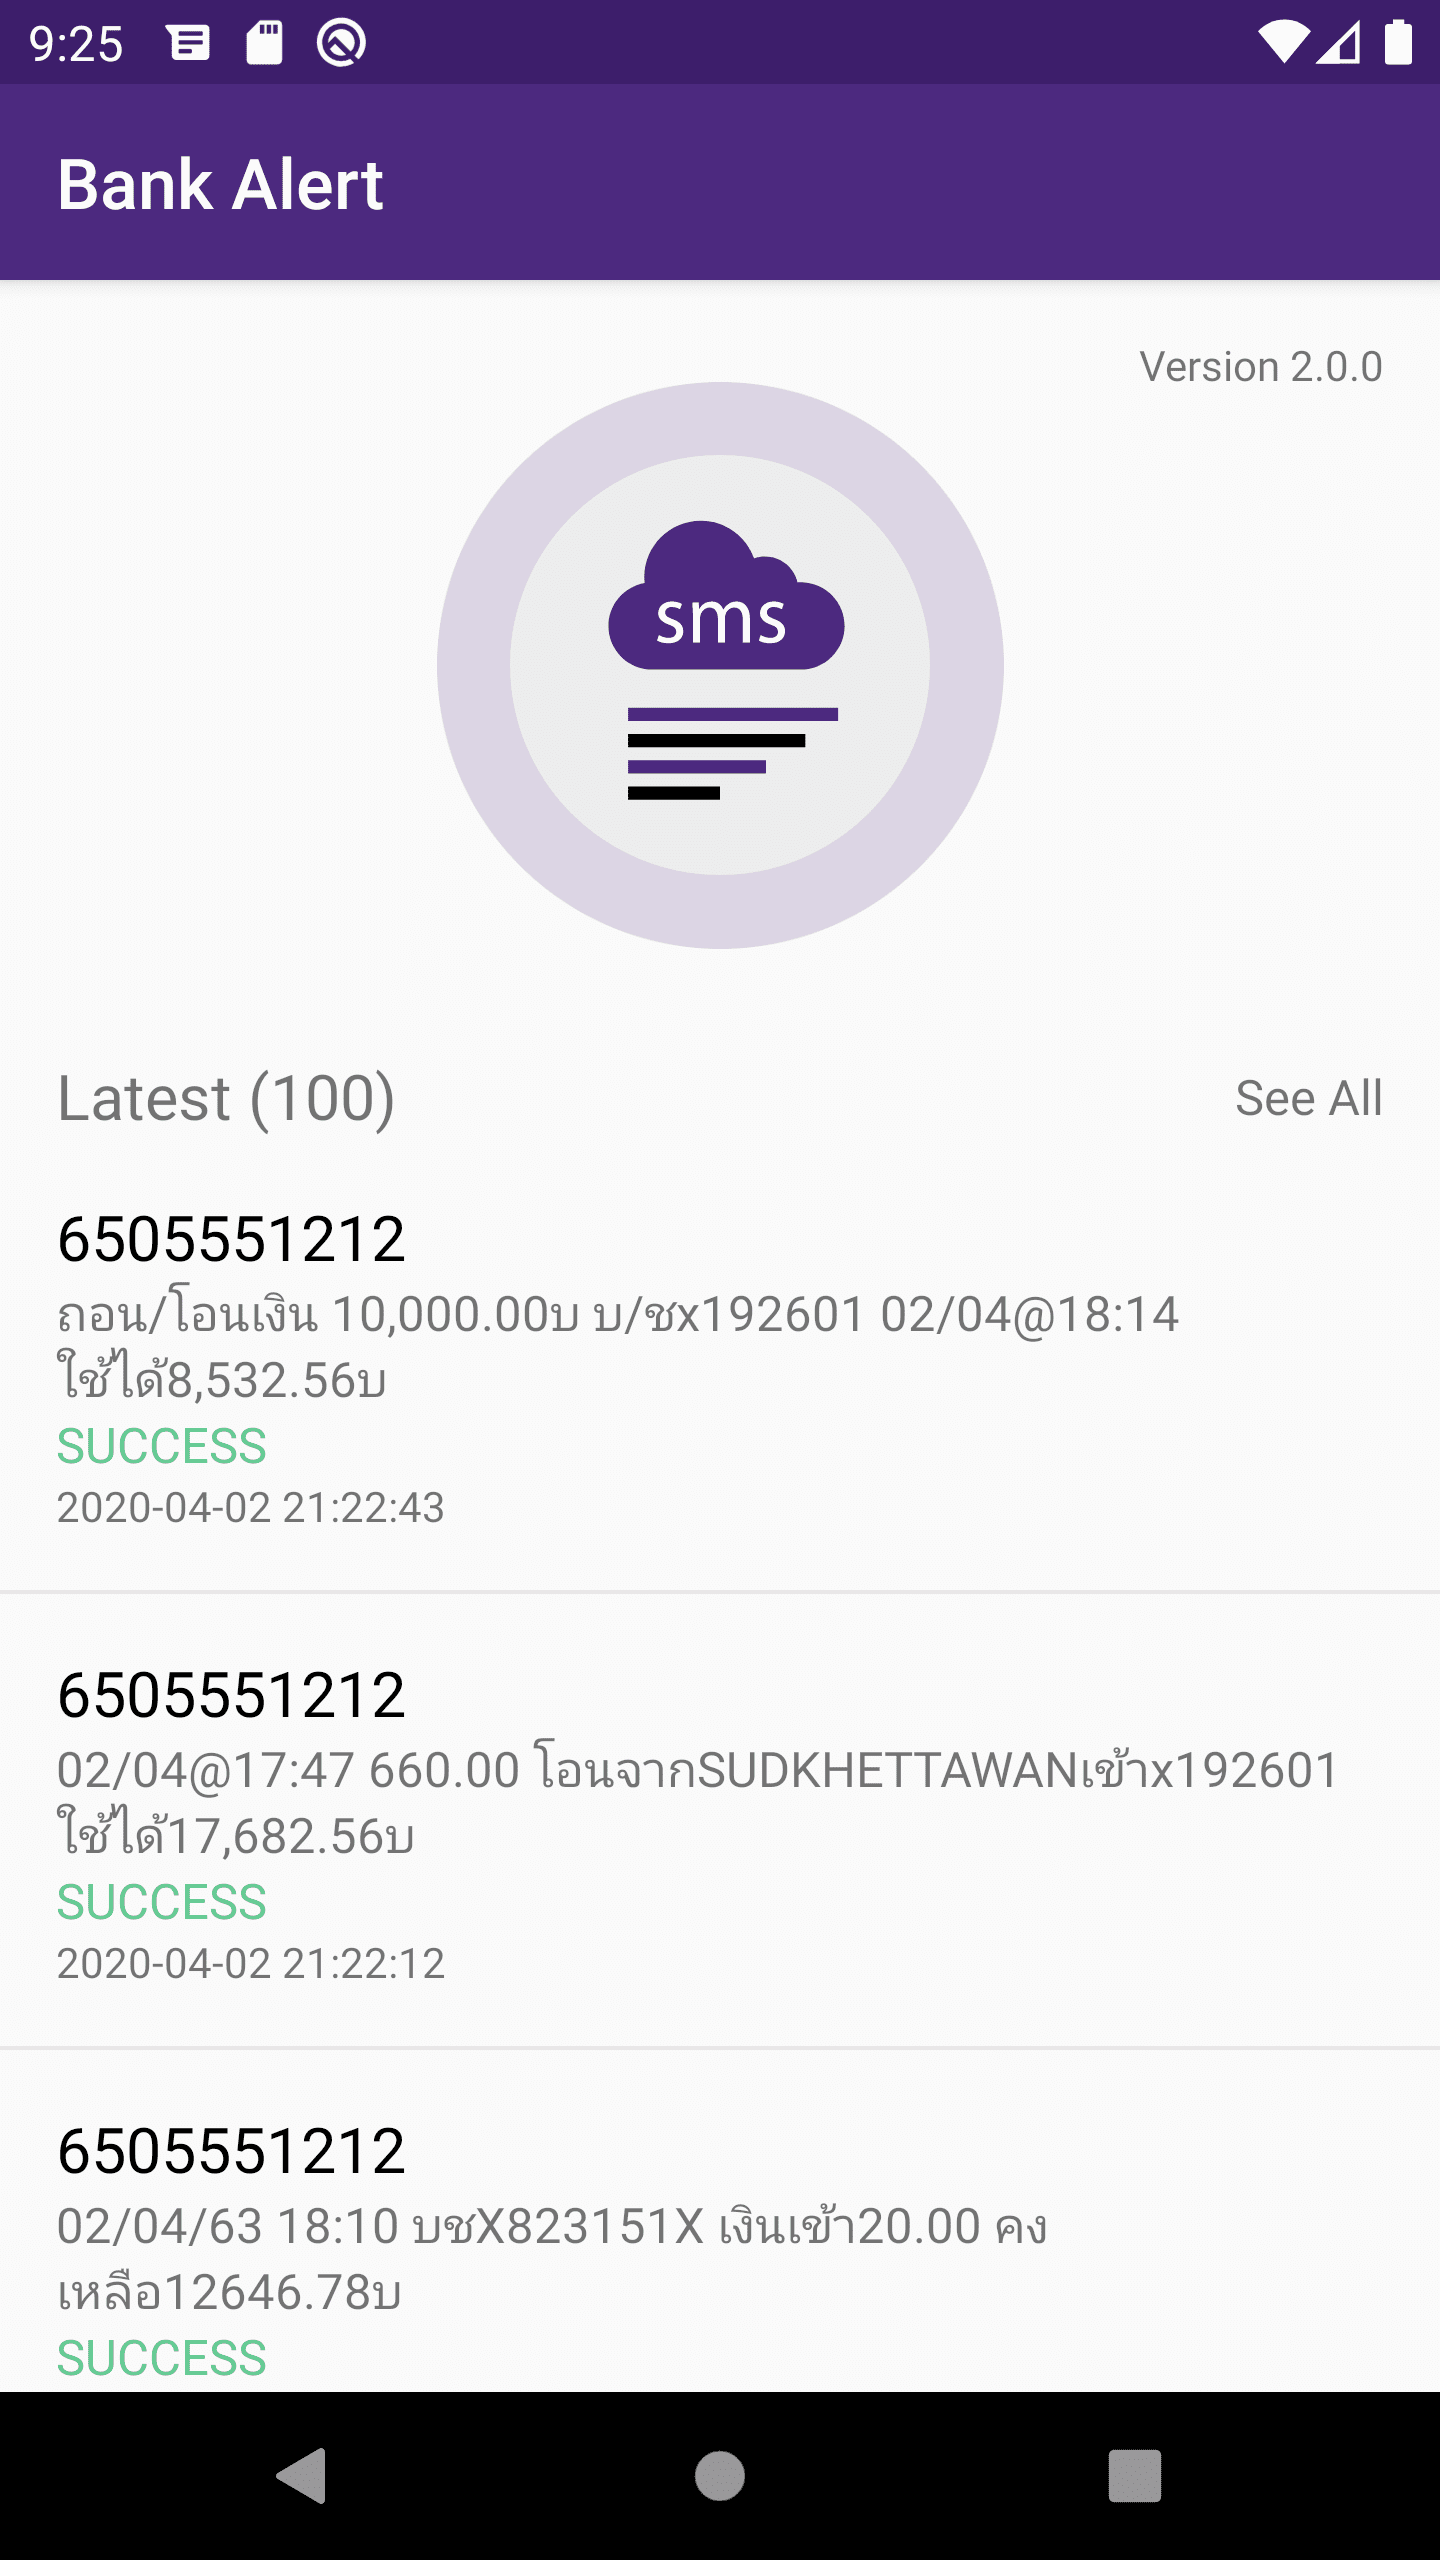 9:25
Bank Alert
Version 2.0.0
sms
Latest (100)
See All
6505551212
ถอน/โอนเงิน 10,000.00บ บ/ชx192601 02/04@18:14
ใช้ได้8,532.56บ
SUCCESS
2020-04-02 21:22:43
6505551212
02/04@17:47 660.00 โอนจากSUDKHETTAWANเข้าx192601
ใช้ได้17,682.56บ
SUCCESS
2020-04-02 21:22:12
6505551212
02/04/63 18:10 บชX823151X เงินเข้า20.00 คง
เหลือ12646.78บ
SUCCESS